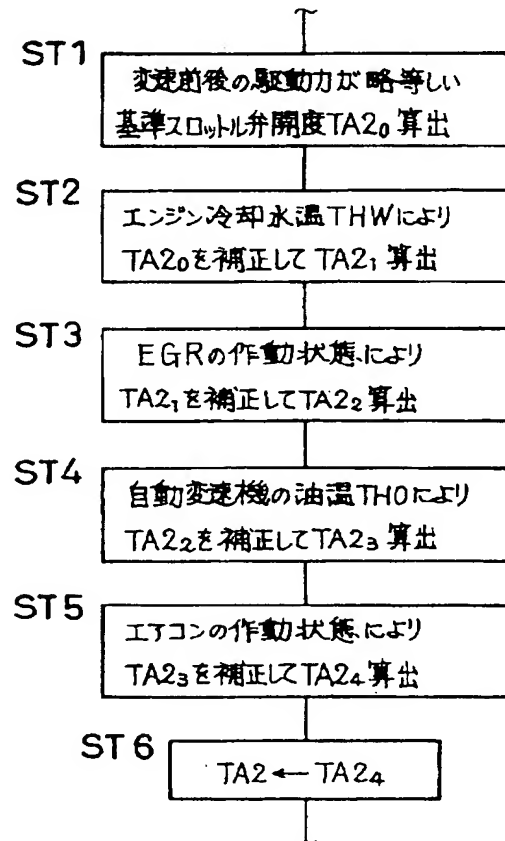 ST1
変速前後の駆動力が略等しい
基準スロットル弁開度TA2₀算出
ST2
エンジン冷却水温THWにより
TA2₀を補正してTA2₁算出
ST3
EGRの作動状態により
TA2₁を補正してTA2₂算出
ST4
自動変速機の油温THOにより
TA2₂を補正してTA2₃算出
ST5
エアコンの作動状態により
TA2₃を補正してTA2₄算出
ST6
TA2 ← TA2₄